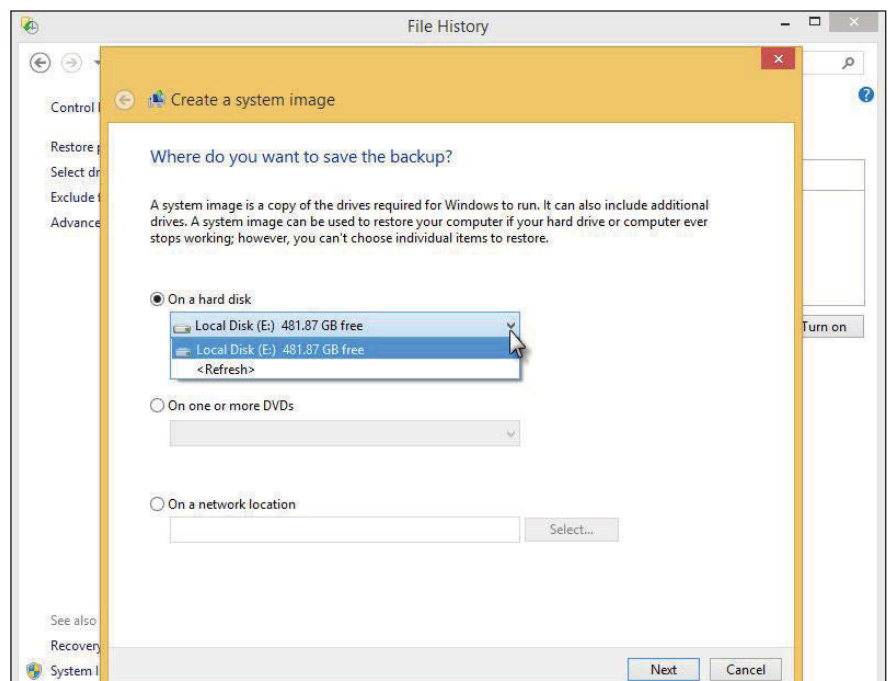 File History
Create a system image
Control
Restore
Select
Exclude
Advance
Where do you want to save the backup?
A system image is a copy of the drives required for Windows to run. It can also include additional
drives. A system image can be used to restore your computer if your hard drive or computer ever
stops working; however, you can't choose individual items to restore.
On a hard disk
Local Disk (E:) 481.87 GB free
Local Disk (E:) 481.87 GB free
<Refresh>
Turn on
On one or more DVDs
On a network location
Select...
See also
Recovery
System
Next
Cancel